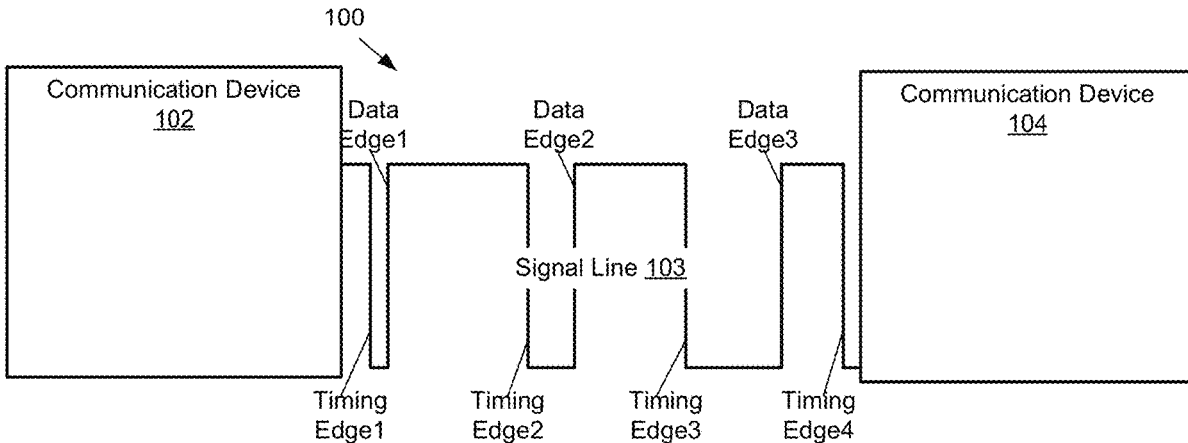 100
Communication Device
102
Communication Device
104
Data
Edge1
Data
Edge2
Data
Edge3
Signal Line 103
Timing
Edge1
Timing
Edge2
Timing
Edge3
Timing
Edge4